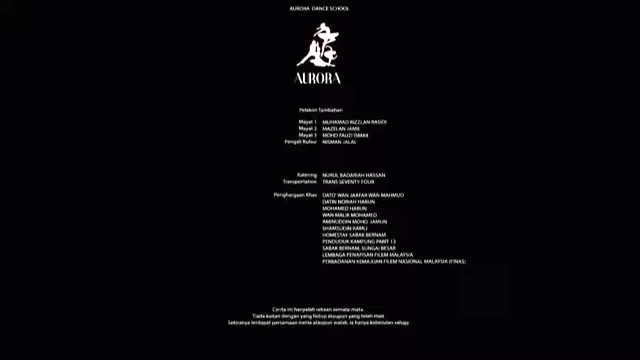 AURORA DANCE SCHOOL
AURORA
Pelakon Tambahan
Mayat 1 MUHAMAD RIZZLAN RASIDI
Mayat 2 MAZELAN JAMIL
Mayat 3 MOHD FAUZI ISMAIL
Pengali Kubur NISMAN JALAL
Katering NURUL BADARIAH HASSAN
Transportation TRANS SEVENTY FOUR
Penghargaan Khas DATO' WAN JAAFAR WAN MAHMUD
DATIN NORIAH HARUN
MOHAMED HARUN
WAN MALIK MOHAMED
AMINUDDIN MOHD JAMUN
SHAMSUDIN KAMLI
HOMESTAY SABAK BERNAM
PENDUDUK KAMPUNG PARIT 13
SABAK BERNAM, SUNGAI BESAR
LEMBAGA PENAPISAN FILEM MALAYSIA
PERBADANAN KEMAJUAN FILEM NASIONAL MALAYSIA (FINAS)
Cerita ini hanyalah rekaan semata-mata.
Tiada kaitan dengan yang hidup ataupun yang telah mati
Sekiranya terdapat persamaan nama ataupun watak, ia hanya kebetulan sahaja